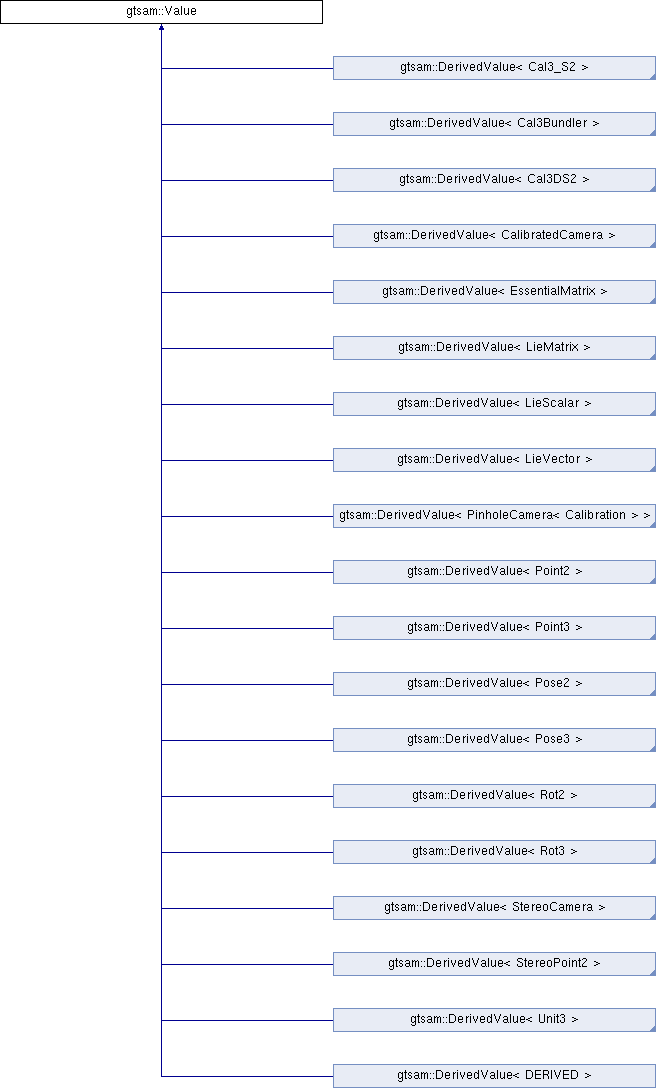 gtsam::Value
gtsam::DerivedValue< Cal3_S2 >
gtsam::DerivedValue< Cal3Bundler >
gtsam::DerivedValue< Cal3DS2 >
gtsam::DerivedValue< CalibratedCamera >
gtsam::DerivedValue< EssentialMatrix >
gtsam::DerivedValue< LieMatrix >
gtsam::DerivedValue< LieScalar >
gtsam::DerivedValue< LieVector >
gtsam::DerivedValue< PinholeCamera< Calibration > >
gtsam::DerivedValue< Point2 >
gtsam::DerivedValue< Point3 >
gtsam::DerivedValue< Pose2 >
gtsam::DerivedValue< Pose3 >
gtsam::DerivedValue< Rot2 >
gtsam::DerivedValue< Rot3 >
gtsam::DerivedValue< StereoCamera >
gtsam::DerivedValue< StereoPoint2 >
gtsam::DerivedValue< Unit3 >
gtsam::DerivedValue< DERIVED >